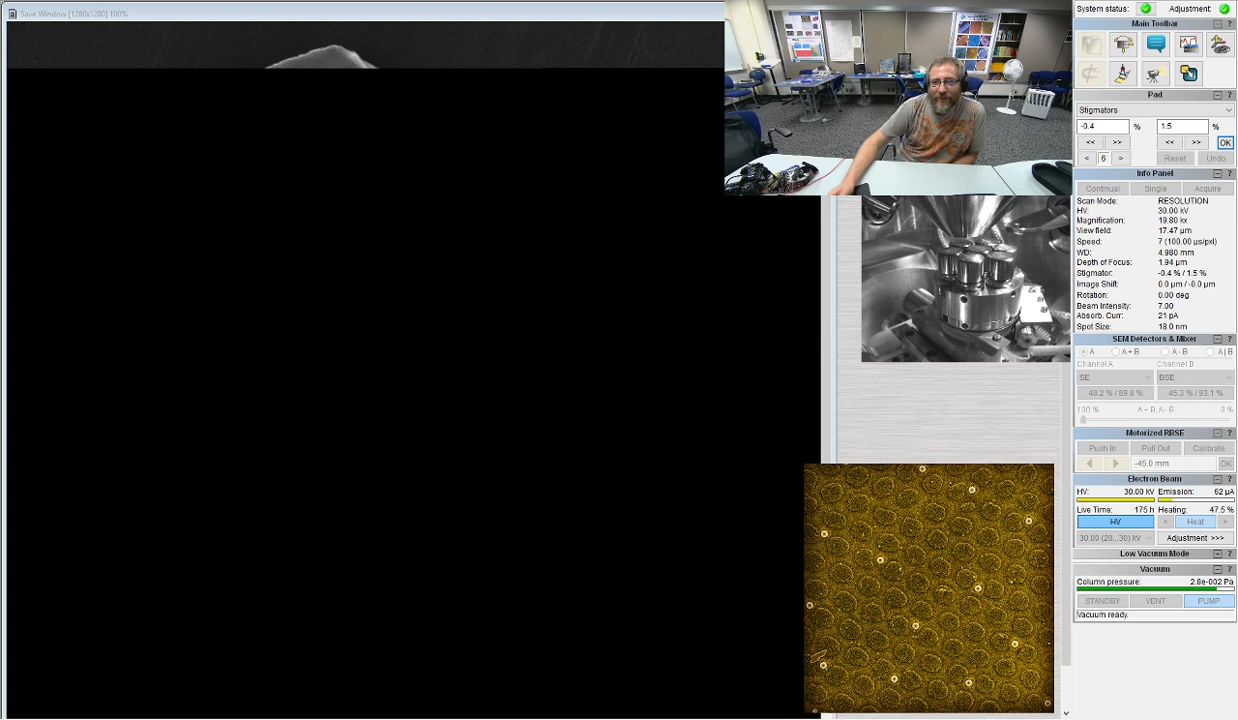 Save Window [1280x1280] 100%
System status: Adjustment:
Main Toolbar
Pad
Stigmators
-0.4 % 1.5 %
<< >> << >> OK
< 6 > Reset Undo
Info Panel
Continual Single Acquire
Scan Mode: RESOLUTION
HV: 30.00 kV
Magnification: 19.80 kx
View field: 17.47 µm
Speed: 7 (100.00 µs/pxl)
WD: 4.980 mm
Depth of Focus: 1.94 µm
Stigmator: -0.4 % / 1.5 %
Image Shift: 0.0 µm / -0.0 µm
Rotation: 0.00 deg
Beam Intensity: 7.00
Absorb. Curr: 21 pA
Spot Size: 18.0 nm
SEM Detectors & Mixer
A A + B A - B A | B
Channel A Channel B
SE BSE
48.2 % / 89.8 % 45.3 % / 93.1 %
100 % A + B, A - B 0 %
Motorized RBSE
Push In Pull Out Calibrate
-45.0 mm OK
Electron Beam
HV: 30.00 kV Emission: 62 µA
Live Time: 175 h Heating: 47.5 %
HV < Heat >
30.00 (20...30) kV Adjustment >>>
Low Vacuum Mode
Vacuum
Column pressure: 2.8e-002 Pa
STANDBY VENT PUMP
Vacuum ready.